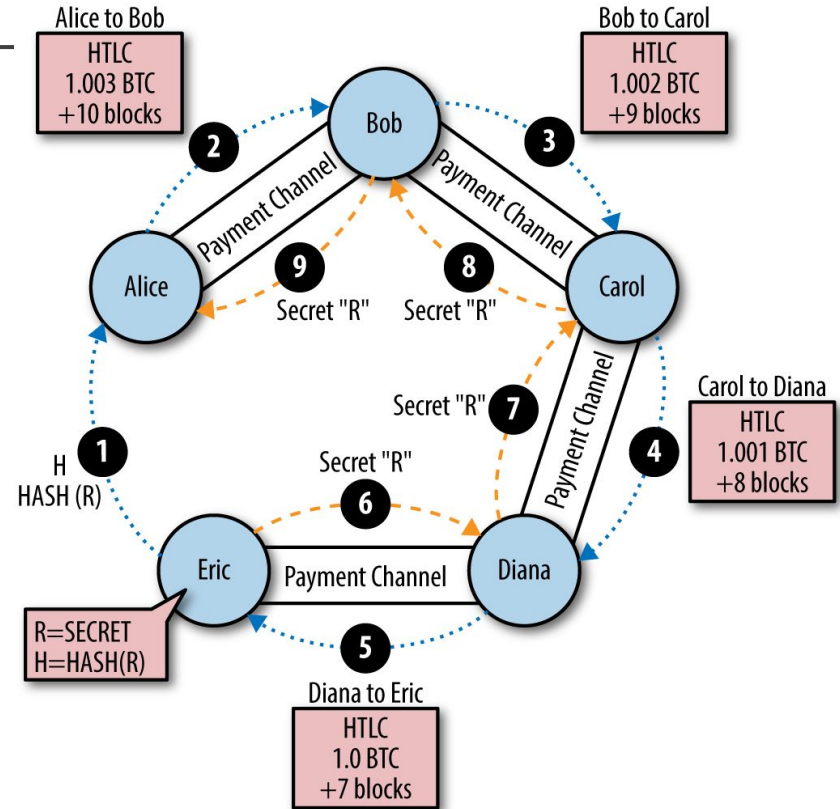 Alice to Bob
HTLC
1.003 BTC
+10 blocks
Bob to Carol
HTLC
1.002 BTC
+9 blocks
2
Bob
3
Payment Channel
Payment Channel
9
Secret "R"
8
Secret "R"
Alice
Carol
Carol to Diana
HTLC
1.001 BTC
+8 blocks
Payment Channel
7
Secret "R"
4
1
H
HASH (R)
Secret "R"
6
Eric
Payment Channel
Diana
R=SECRET
H=HASH(R)
5
Diana to Eric
HTLC
1.0 BTC
+7 blocks